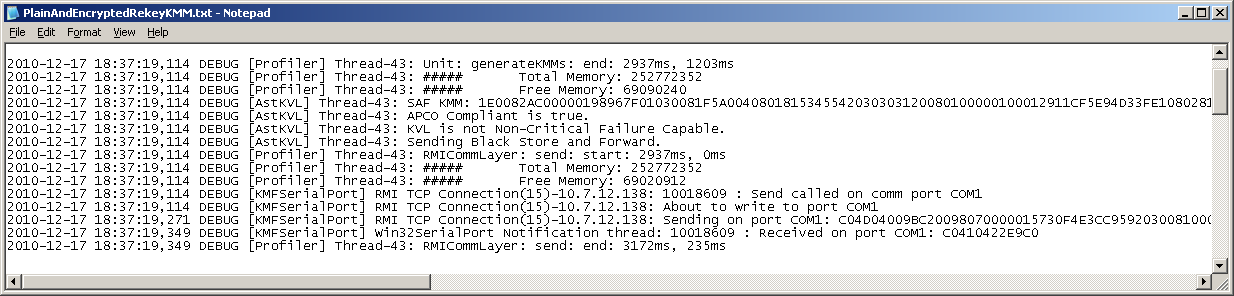 PlainAndEncryptedRekeyKMM.txt - Notepad
File Edit Format View Help
2010-12-17 18:37:19,114 DEBUG [Profiler] Thread-43: Unit: generateKMMs: end: 2937ms, 1203ms
2010-12-17 18:37:19,114 DEBUG [Profiler] Thread-43: ##### Total Memory: 252772352
2010-12-17 18:37:19,114 DEBUG [Profiler] Thread-43: ##### Free Memory: 69090240
2010-12-17 18:37:19,114 DEBUG [AstKVL] Thread-43: SAF KMM: 1E0082AC00000198967F01030081F5A004080181534554203030303120080100000100012911CF5E94D33FE1080281
2010-12-17 18:37:19,114 DEBUG [AstKVL] Thread-43: APCO Compliant is true.
2010-12-17 18:37:19,114 DEBUG [AstKVL] Thread-43: KVL is not Non-Critical Failure Capable.
2010-12-17 18:37:19,114 DEBUG [AstKVL] Thread-43: Sending Black Store and Forward.
2010-12-17 18:37:19,114 DEBUG [Profiler] Thread-43: RMICommLayer: send: start: 2937ms, 0ms
2010-12-17 18:37:19,114 DEBUG [Profiler] Thread-43: ##### Total Memory: 252772352
2010-12-17 18:37:19,114 DEBUG [Profiler] Thread-43: ##### Free Memory: 69020912
2010-12-17 18:37:19,114 DEBUG [KMFSerialPort] RMI TCP Connection(15)-10.7.12.138: 10018609 : Send called on comm port COM1
2010-12-17 18:37:19,114 DEBUG [KMFSerialPort] RMI TCP Connection(15)-10.7.12.138: About to write to port COM1
2010-12-17 18:37:19,271 DEBUG [KMFSerialPort] RMI TCP Connection(15)-10.7.12.138: Sending on port COM1: C04D04009BC20098070000015730F4E3CC9592030081000
2010-12-17 18:37:19,349 DEBUG [KMFSerialPort] Win32SerialPort Notification thread: 10018609 : Received on port COM1: C0410422E9C0
2010-12-17 18:37:19,349 DEBUG [Profiler] Thread-43: RMICommLayer: send: end: 3172ms, 235ms